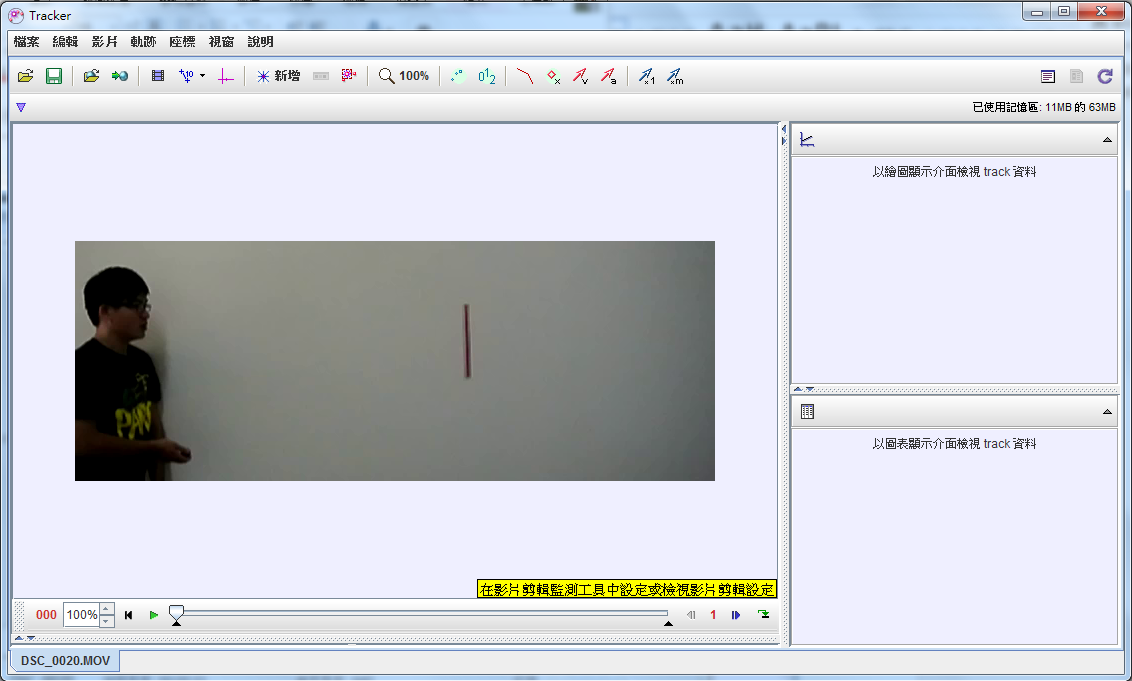 Tracker
檔案 編輯 影片 軌跡 座標 視窗 說明
新增 100%
已使用記憶區: 11MB 的 63MB
以繪圖顯示介面檢視 track 資料
以圖表顯示介面檢視 track 資料
在影片剪輯監測工具中設定或檢視影片剪輯設定
000 100% 1
DSC_0020.MOV